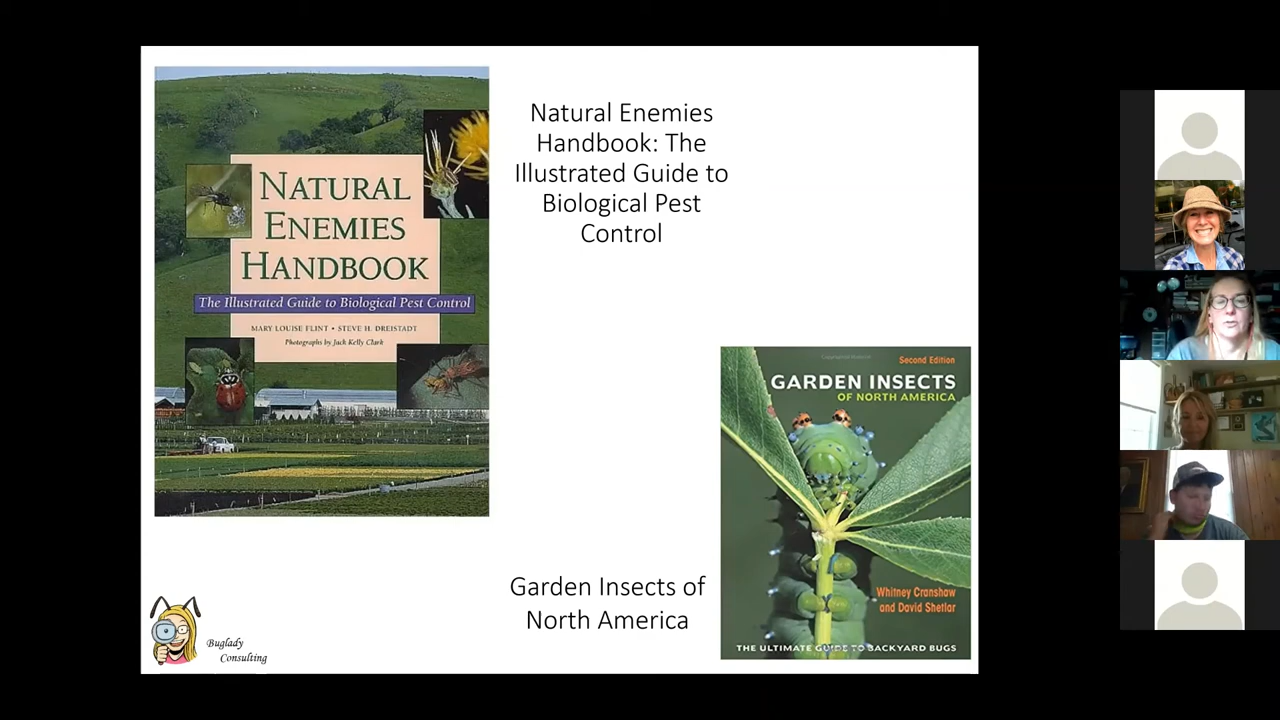 NATURAL
ENEMIES
HANDBOOK
The Illustrated Guide to Biological Pest Control
MARY LOUISE FLINT • STEVE H. DREISTADT
Photographs by Jack Kelly Clark
Natural Enemies
Handbook: The
Illustrated Guide to
Biological Pest
Control
Copyrighted Material
Second Edition
GARDEN INSECTS
OF NORTH AMERICA
Whitney Cranshaw
and David Shetlar
THE ULTIMATE GUIDE TO BACKYARD BUGS
Garden Insects of
North America
Buglady
Consulting